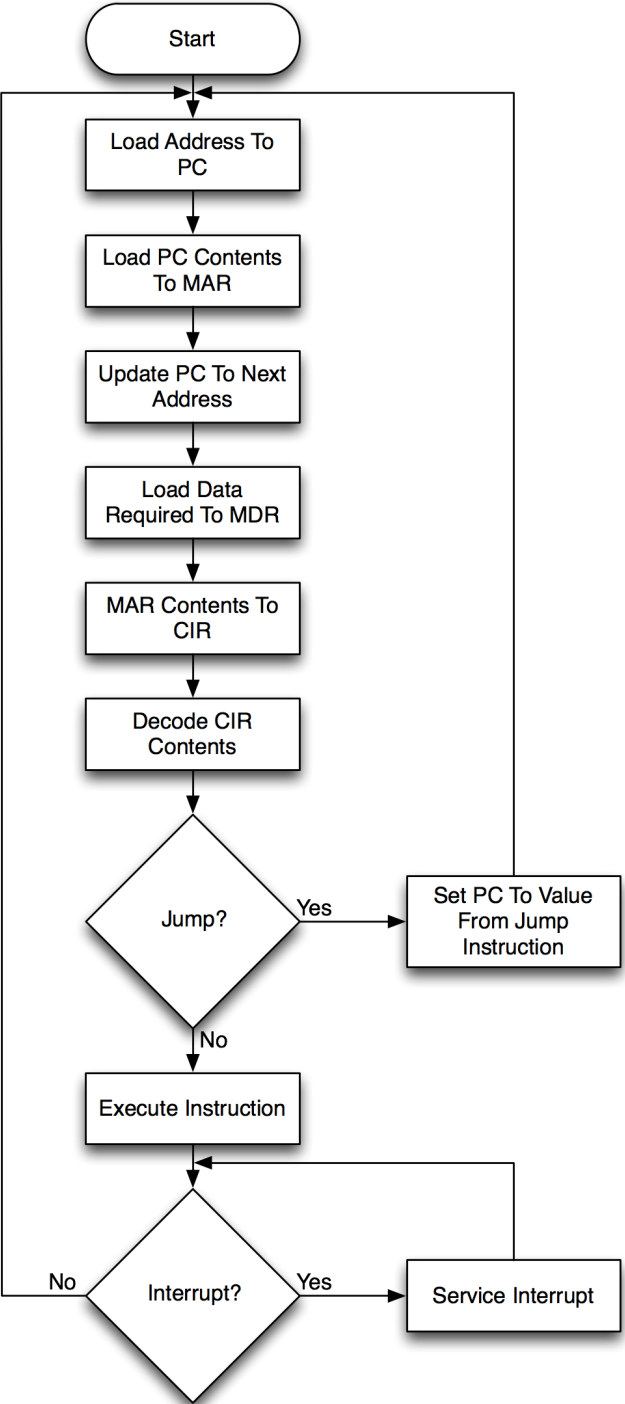 Start
Load Address To
PC
Load PC Contents
To MAR
Update PC To Next
Address
Load Data
Required To MDR
MAR Contents To
CIR
Decode CIR
Contents
Jump?
Yes
Set PC To Value
From Jump
Instruction
No
Execute Instruction
No
Interrupt?
Yes
Service Interrupt